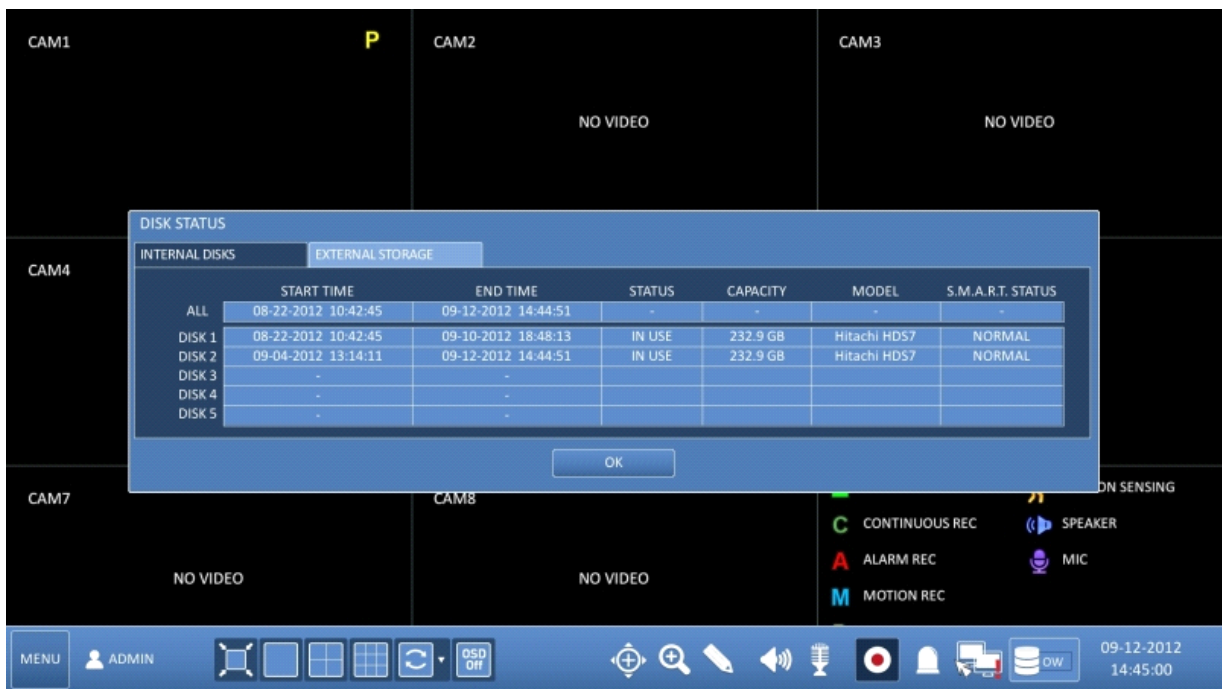 CAM1 P CAM2 CAM3
NO VIDEO NO VIDEO
DISK STATUS
INTERNAL DISKS EXTERNAL STORAGE
CAM4
START TIME END TIME STATUS CAPACITY MODEL S.M.A.R.T. STATUS
ALL 08-22-2012 10:42:45 09-12-2012 14:44:51 - - - -
DISK 1 08-22-2012 10:42:45 09-10-2012 18:48:13 IN USE 232.9 GB Hitachi HDS7 NORMAL
DISK 2 09-04-2012 13:14:11 09-12-2012 14:44:51 IN USE 232.9 GB Hitachi HDS7 NORMAL
DISK 3 - -
DISK 4 - -
DISK 5 - -
OK
CAM7 CAM8 ON SENSING
C CONTINUOUS REC SPEAKER
A ALARM REC MIC
NO VIDEO NO VIDEO
M MOTION REC
MENU ADMIN OSD Off OW 09-12-2012
14:45:00